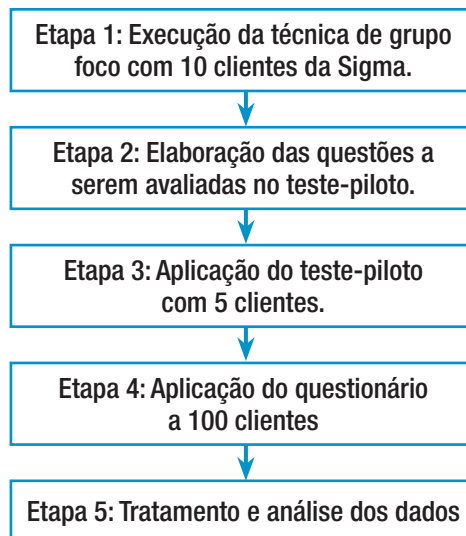 Etapa 1: Execução da técnica de grupo
foco com 10 clientes da Sigma.
Etapa 2: Elaboração das questões a
serem avaliadas no teste-piloto.
Etapa 3: Aplicação do teste-piloto
com 5 clientes.
Etapa 4: Aplicação do questionário
a 100 clientes
Etapa 5: Tratamento e análise dos dados